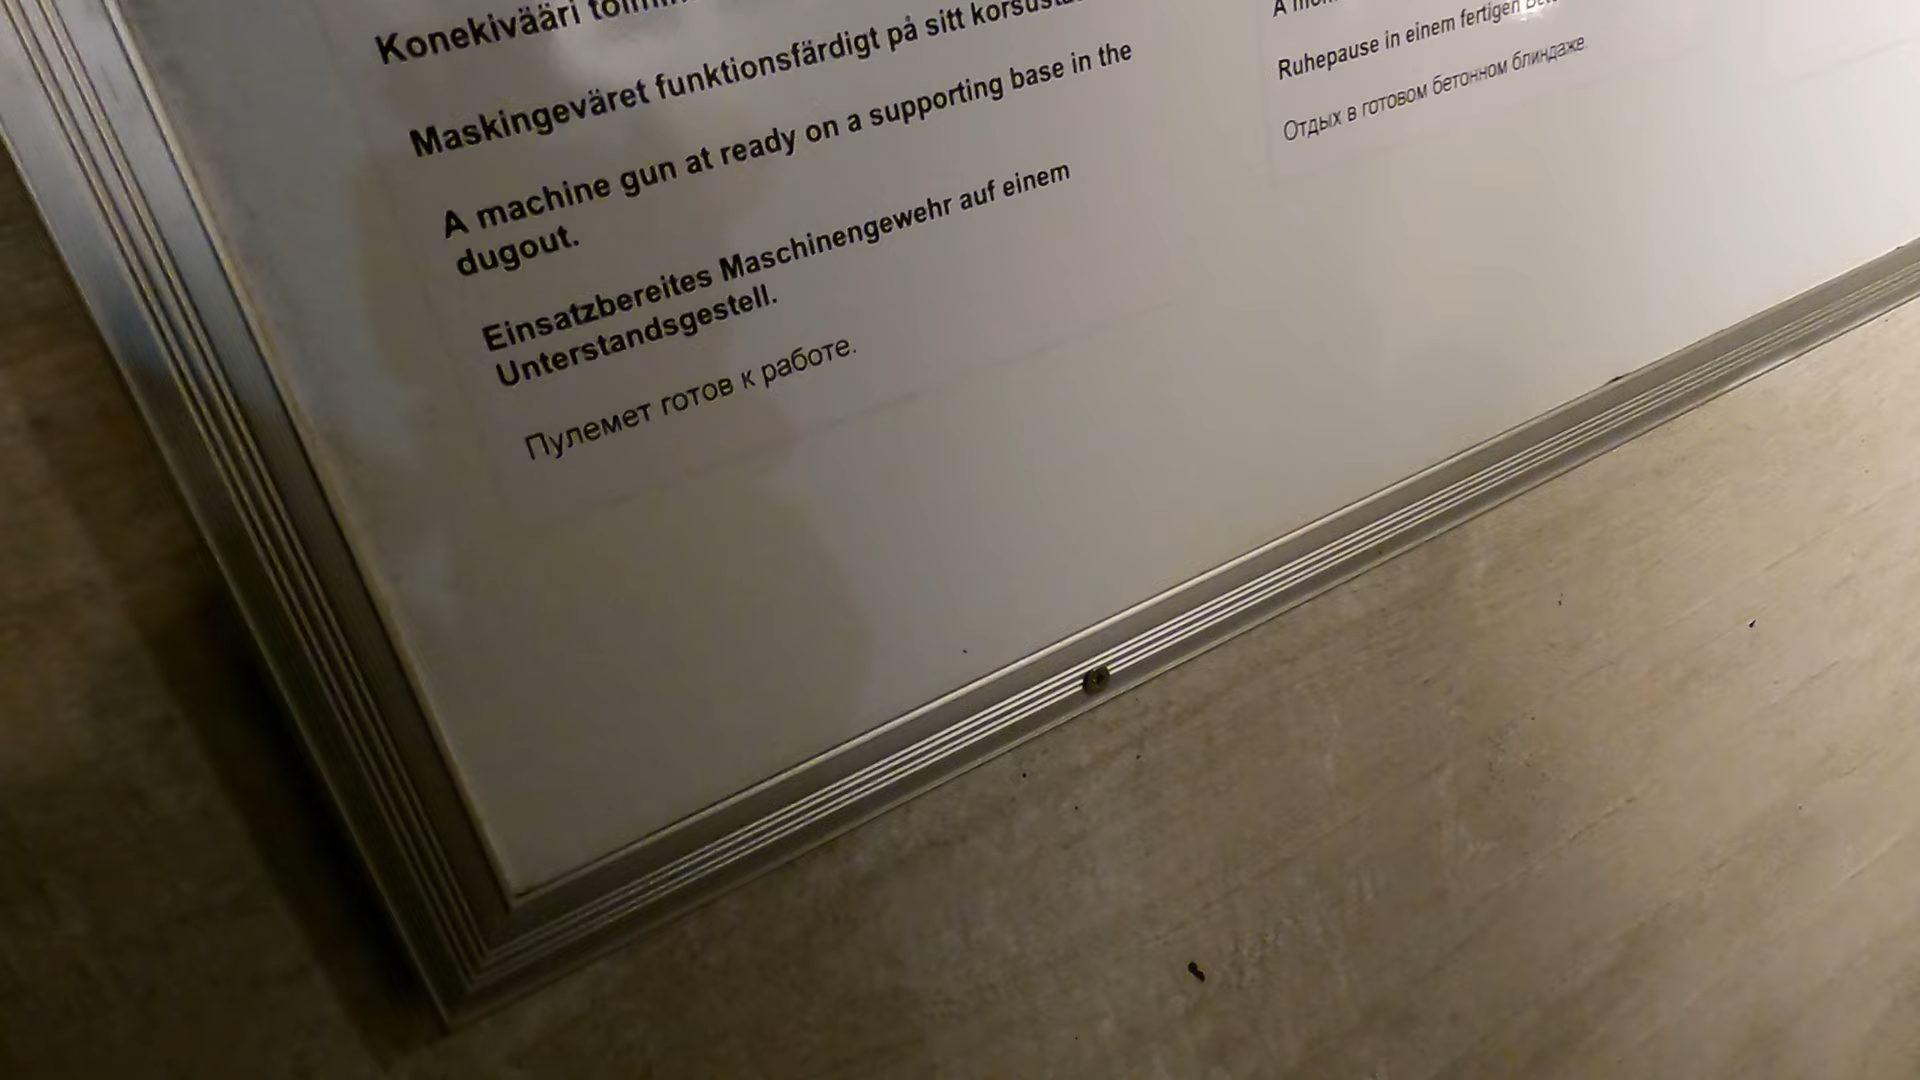 Konekivääri
Maskingeväret funktionsfärdigt på sitt
A machine gun at ready on a supporting base in the
dugout.
Einsatzbereites Maschinengewehr auf einem
Unterstandsgestell.
Пулемет готов к работе.
A
Ruhepause in einem fertigen
Отдых в готовом бетонном блиндаже.